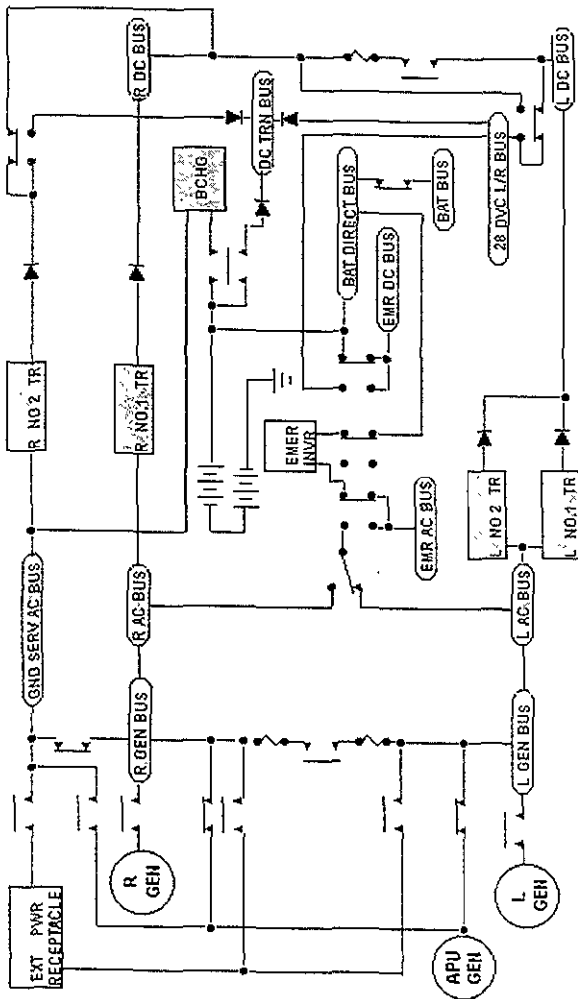 EXT PWR
RECEPTACLE
R
GEN
APU
GEN
L
GEN
GND SERV AC BUS
R GEN BUS
L GEN BUS
R AC BUS
L AC BUS
R NO 2 TR
R NO.1 TR
EMER
INVR
EMR AC BUS
L NO 2 TR
L NO.1 TR
BCHG
DC TRN BUS
BAT DIRECT BUS
EMR DC BUS
BAT BUS
28 DVC L/R BUS
R DC BUS
L DC BUS